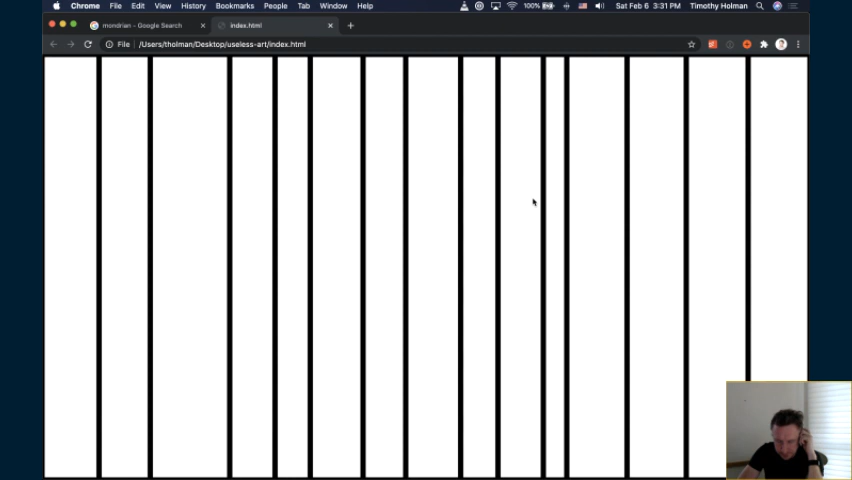 Chrome File Edit View History Bookmarks People Tab Window Help 100% Sat Feb 6 3:31 PM Timothy Holman
mondrian - Google Search index.html
File /Users/tholman/Desktop/useless-art/index.html